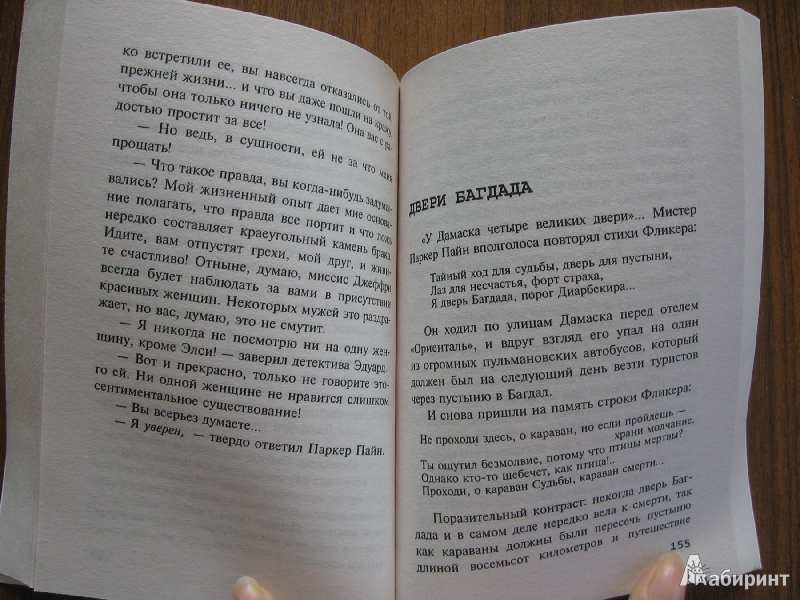 ко встретили ее, вы навсегда отказались от той
прежней жизни... и что вы даже пошли на кражу,
чтобы она только ничего не узнала! Она вас с ра-
достью простит за все!
— Но ведь, в сущности, ей не за что меня
прощать!
— Что такое правда, вы когда-нибудь задумы-
вались? Мой жизненный опыт дает мне основа-
ние полагать, что правда все портит и что ложь
нередко составляет краеугольный камень брака.
Идите, вам отпустят грехи, мой друг, и живи-
те счастливо! Отныне, думаю, миссис Джеффри
всегда будет наблюдать за вами в присутствии
красивых женщин. Некоторых мужей это раздра-
жает, но вас, думаю, это не смутит.
— Я никогда не посмотрю ни на одну жен-
щину, кроме Элси! — заверил детектива Эдуард.
— Вот и прекрасно, только не говорите это-
го ей. Ни одной женщине не нравится слишком
сентиментальное существование!
— Вы всерьез думаете...
— Я уверен, — твердо ответил Паркер Пайн.
ДВЕРИ БАГДАДА
«У Дамаска четыре великих двери»... Мистер
Паркер Пайн вполголоса повторял стихи Фликера:
Тайный ход для судьбы, дверь для пустыни,
Лаз для несчастья, форт страха,
Я дверь Багдада, порог Диарбекира...
Он ходил по улицам Дамаска перед отелем
«Ориенталь», и вдруг взгляд его упал на один
из огромных пульмановских автобусов, который
должен был на следующий день везти туристов
через пустыню в Багдад.
И снова пришли на память строки Фликера:
Не проходи здесь, о караван, но если пройдешь —
храни молчание.
Ты ощутил безмолвие, потому что птицы мертвы?
Однако кто-то щебечет, как птица!..
Проходи, о караван Судьбы, караван смерти...
Поразительный контраст: некогда дверь Баг-
дада и в самом деле нередко вела к смерти, так
как караваны должны были пересечь пустыню
длиной восемьсот километров и путешествие
155
Лабиринт